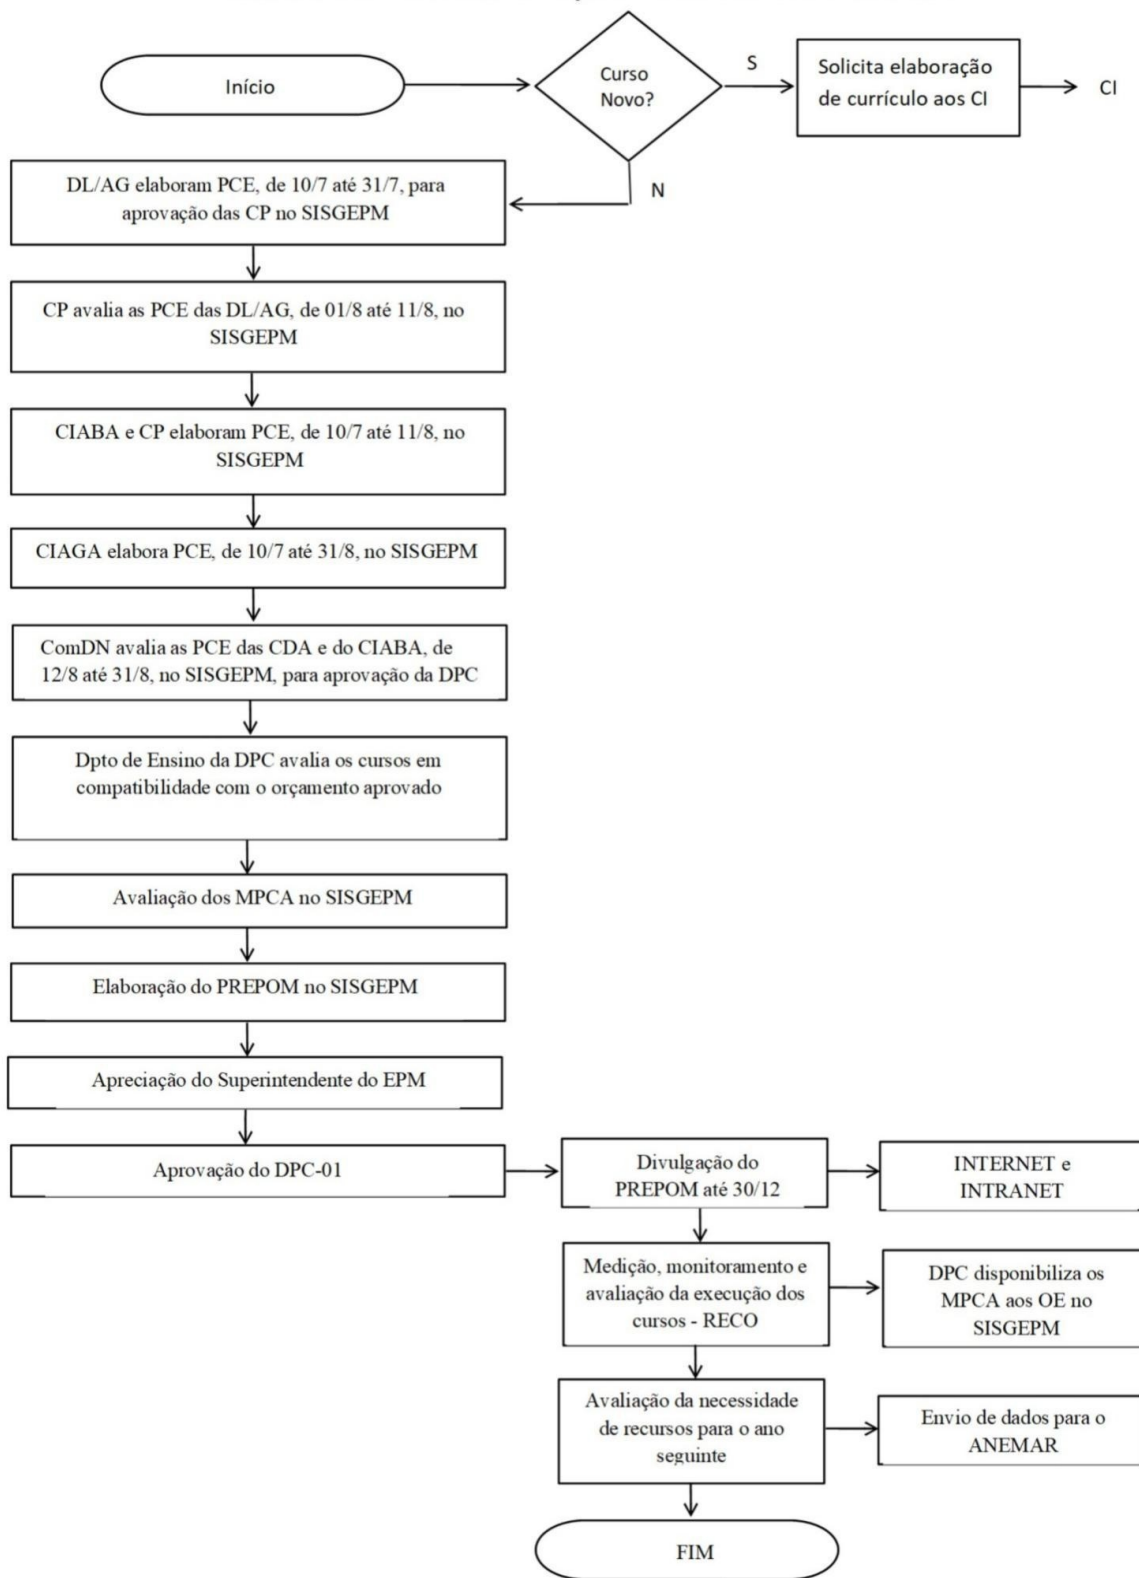 Início
Curso
Novo?
S
Solicita elaboração
de currículo aos CI
CI
N
DL/AG elaboram PCE, de 10/7 até 31/7, para
aprovação das CP no SISGEPM
CP avalia as PCE das DL/AG, de 01/8 até 11/8, no
SISGEPM
CIABA e CP elaboram PCE, de 10/7 até 11/8, no
SISGEPM
CIAGA elabora PCE, de 10/7 até 31/8, no SISGEPM
ComDN avalia as PCE das CDA e do CIABA, de
12/8 até 31/8, no SISGEPM, para aprovação da DPC
Dpto de Ensino da DPC avalia os cursos em
compatibilidade com o orçamento aprovado
Avaliação dos MPCA no SISGEPM
Elaboração do PREPOM no SISGEPM
Apreciação do Superintendente do EPM
Aprovação do DPC-01
Divulgação do
PREPOM até 30/12
INTERNET e
INTRANET
Medição, monitoramento e
avaliação da execução dos
cursos - RECO
DPC disponibiliza os
MPCA aos OE no
SISGEPM
Avaliação da necessidade
de recursos para o ano
seguinte
Envio de dados para o
ANEMAR
FIM